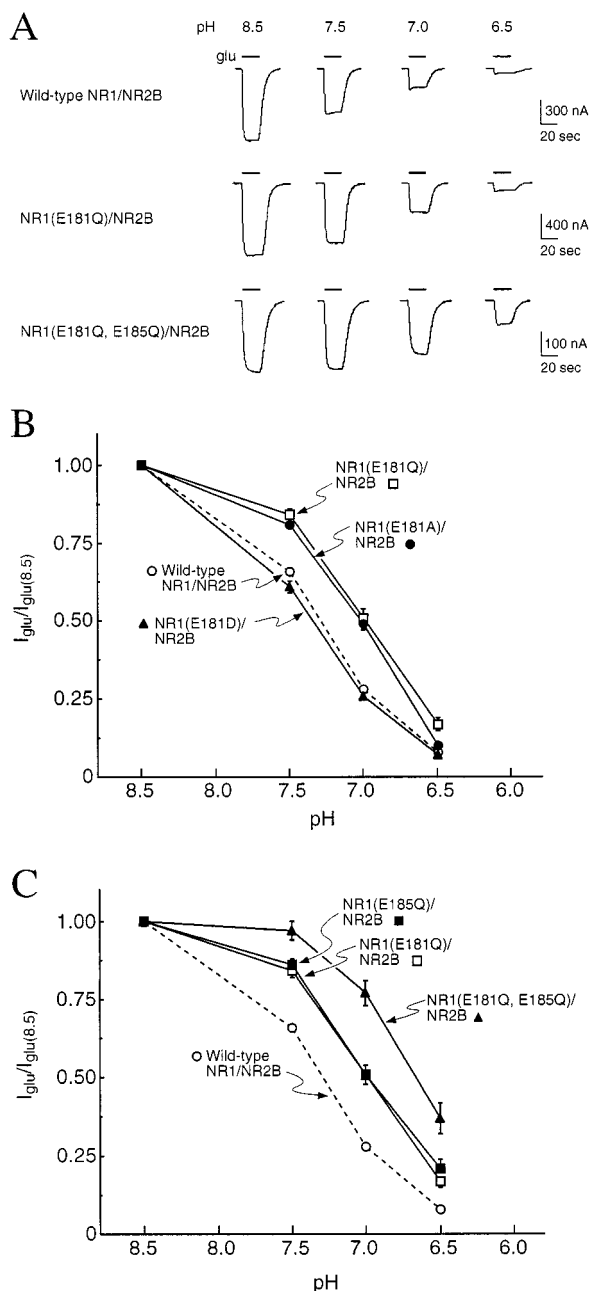 A
pH 8.5 7.5 7.0 6.5
glu
Wild-type NR1/NR2B
300 nA
20 sec
NR1(E181Q)/NR2B
400 nA
20 sec
NR1(E181Q, E185Q)/NR2B
100 nA
20 sec
B
1.00
0.75
0.50
0.25
0
Iglu/Iglu(8.5)
NR1(E181Q)/
NR2B
NR1(E181A)/
NR2B
Wild-type
NR1/NR2B
NR1(E181D)/
NR2B
8.5 8.0 7.5 7.0 6.5 6.0
pH
C
1.00
0.75
0.50
0.25
0
Iglu/Iglu(8.5)
NR1(E185Q)/
NR2B
NR1(E181Q)/
NR2B
NR1(E181Q, E185Q)/
NR2B
Wild-type
NR1/NR2B
8.5 8.0 7.5 7.0 6.5 6.0
pH